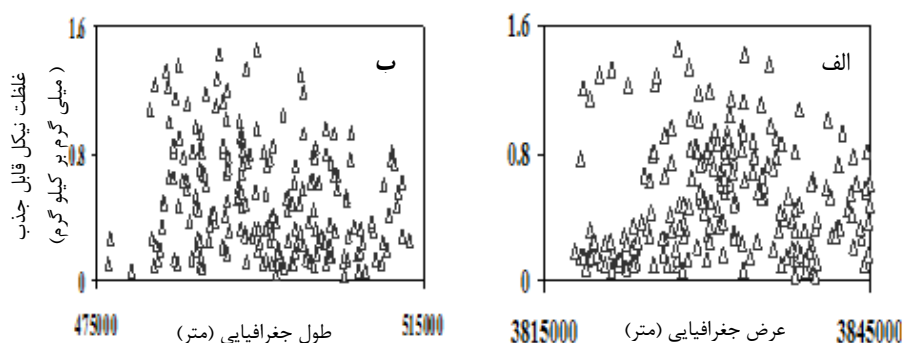 غلظت نیکل قابل جذب
( میلی گرم بر کیلو گرم)
الف
1.6
0.8
0
3815000
عرض جغرافیایی (متر)
3845000
ب
1.6
0.8
0
475000
طول جغرافیایی (متر)
515000